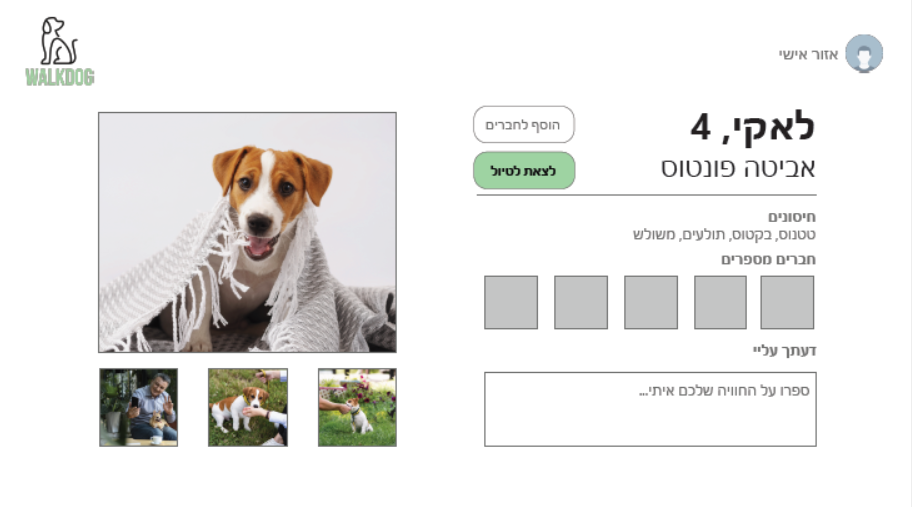 WALKDOG
אזור אישי
לאקי, 4
אביטה פונטוס
הוסף לחברים
לצאת לטיול
חיסונים
טטנוס, בקטוס, תולעים, משולש
חברים מספרים
דעתך עליי
ספרו על החוויה שלכם איתי...